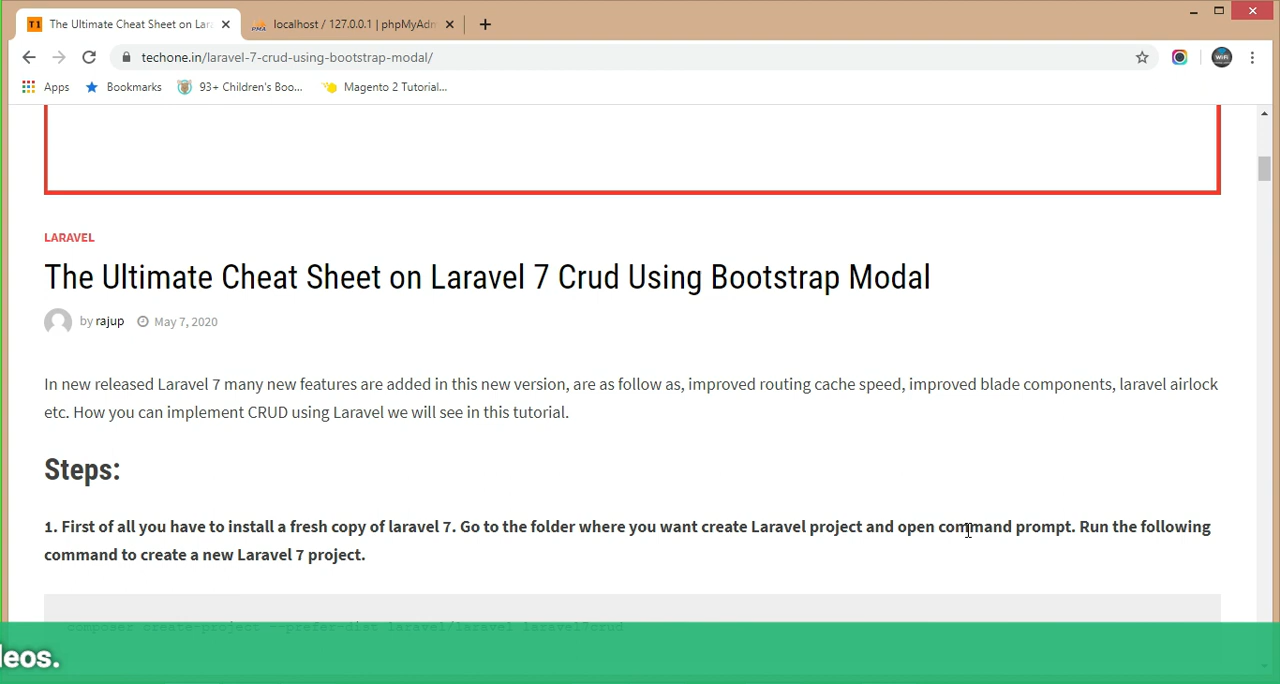 The Ultimate Cheat Sheet on Lar
localhost / 127.0.0.1 | phpMyAdm
techone.in/laravel-7-crud-using-bootstrap-modal/
Apps
Bookmarks
93+ Children's Boo...
Magento 2 Tutorial...
LARAVEL
The Ultimate Cheat Sheet on Laravel 7 Crud Using Bootstrap Modal
by rajup May 7, 2020
In new released Laravel 7 many new features are added in this new version, are as follow as, improved routing cache speed, improved blade components, laravel airlock
etc. How you can implement CRUD using Laravel we will see in this tutorial.
Steps:
1. First of all you have to install a fresh copy of laravel 7. Go to the folder where you want create Laravel project and open command prompt. Run the following
command to create a new Laravel 7 project.
composer create-project --prefer-dist laravel/laravel laravel7crud
deos.